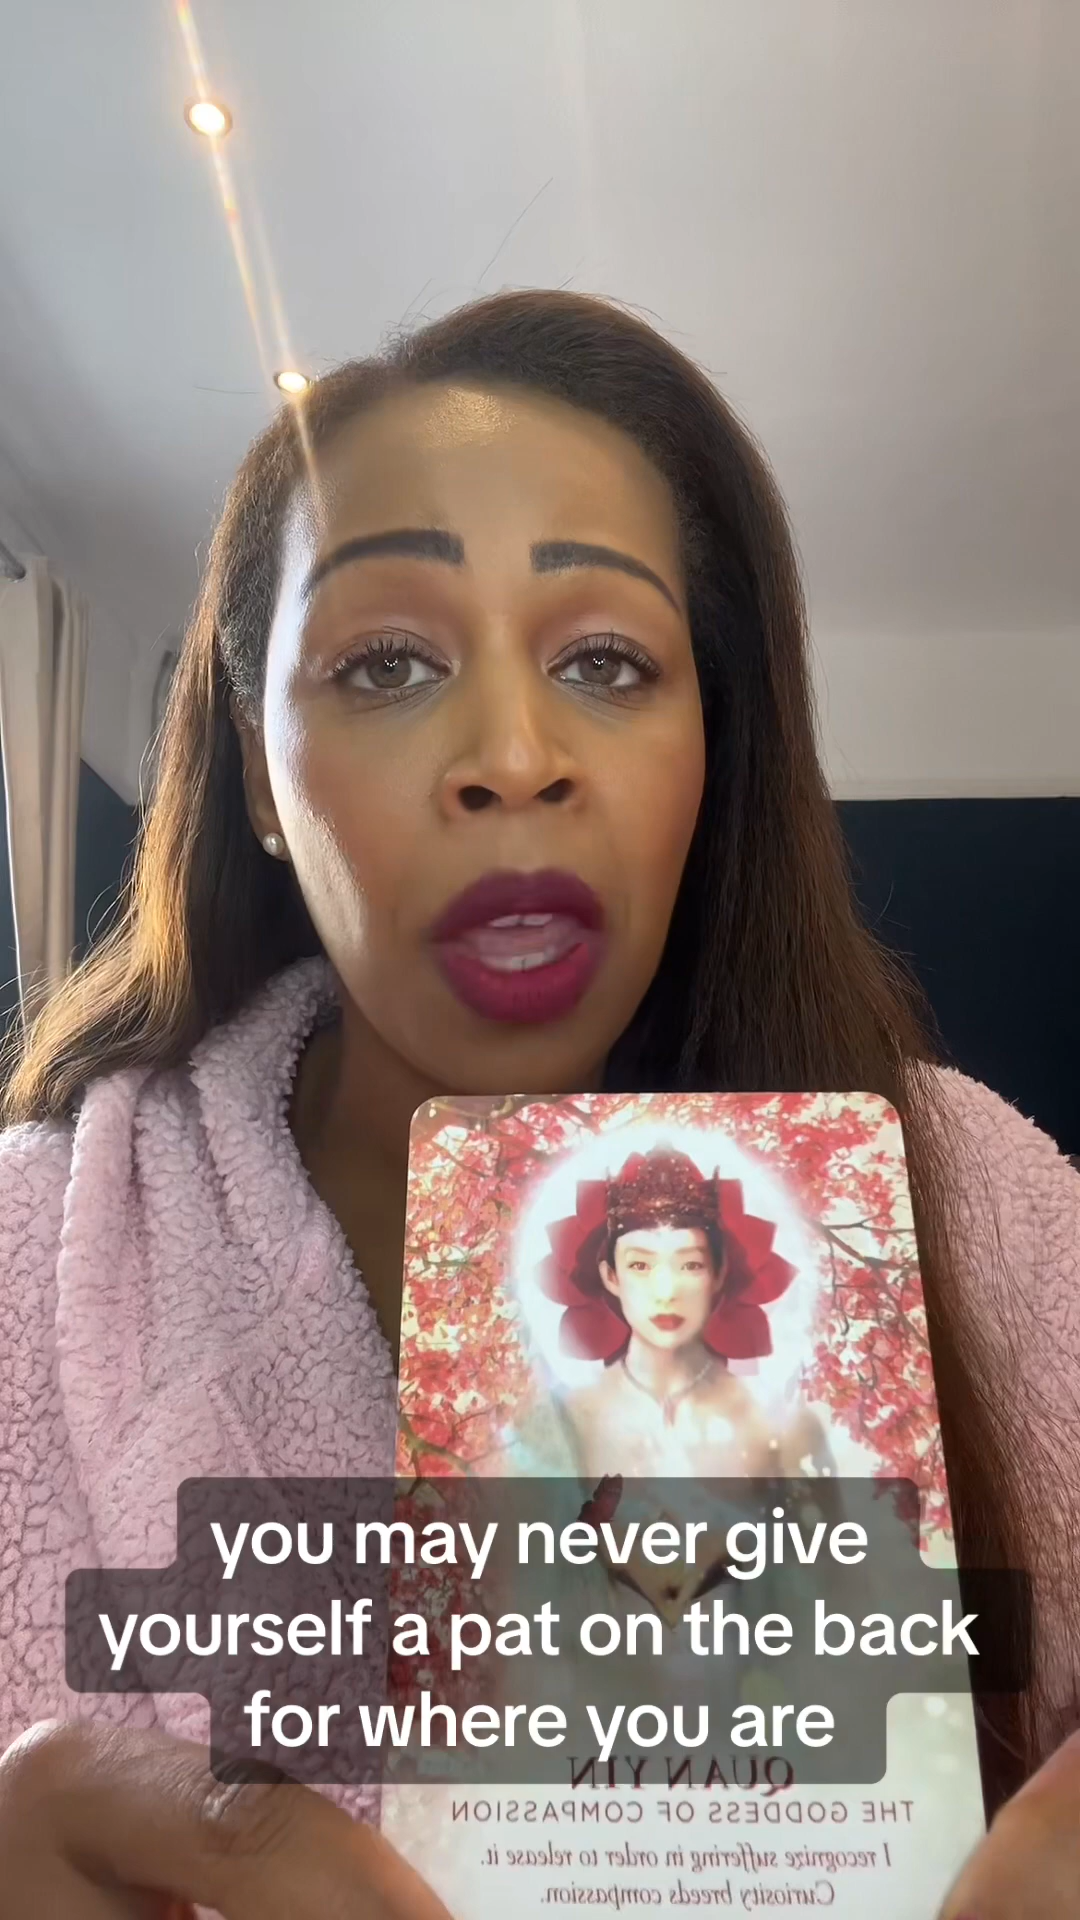 you may never give
yourself a pat on the back
for where you are
QUAN YIN
THE GODDESS OF COMPASSION
I recognize suffering in order to release it.
Curiosity breeds compassion.